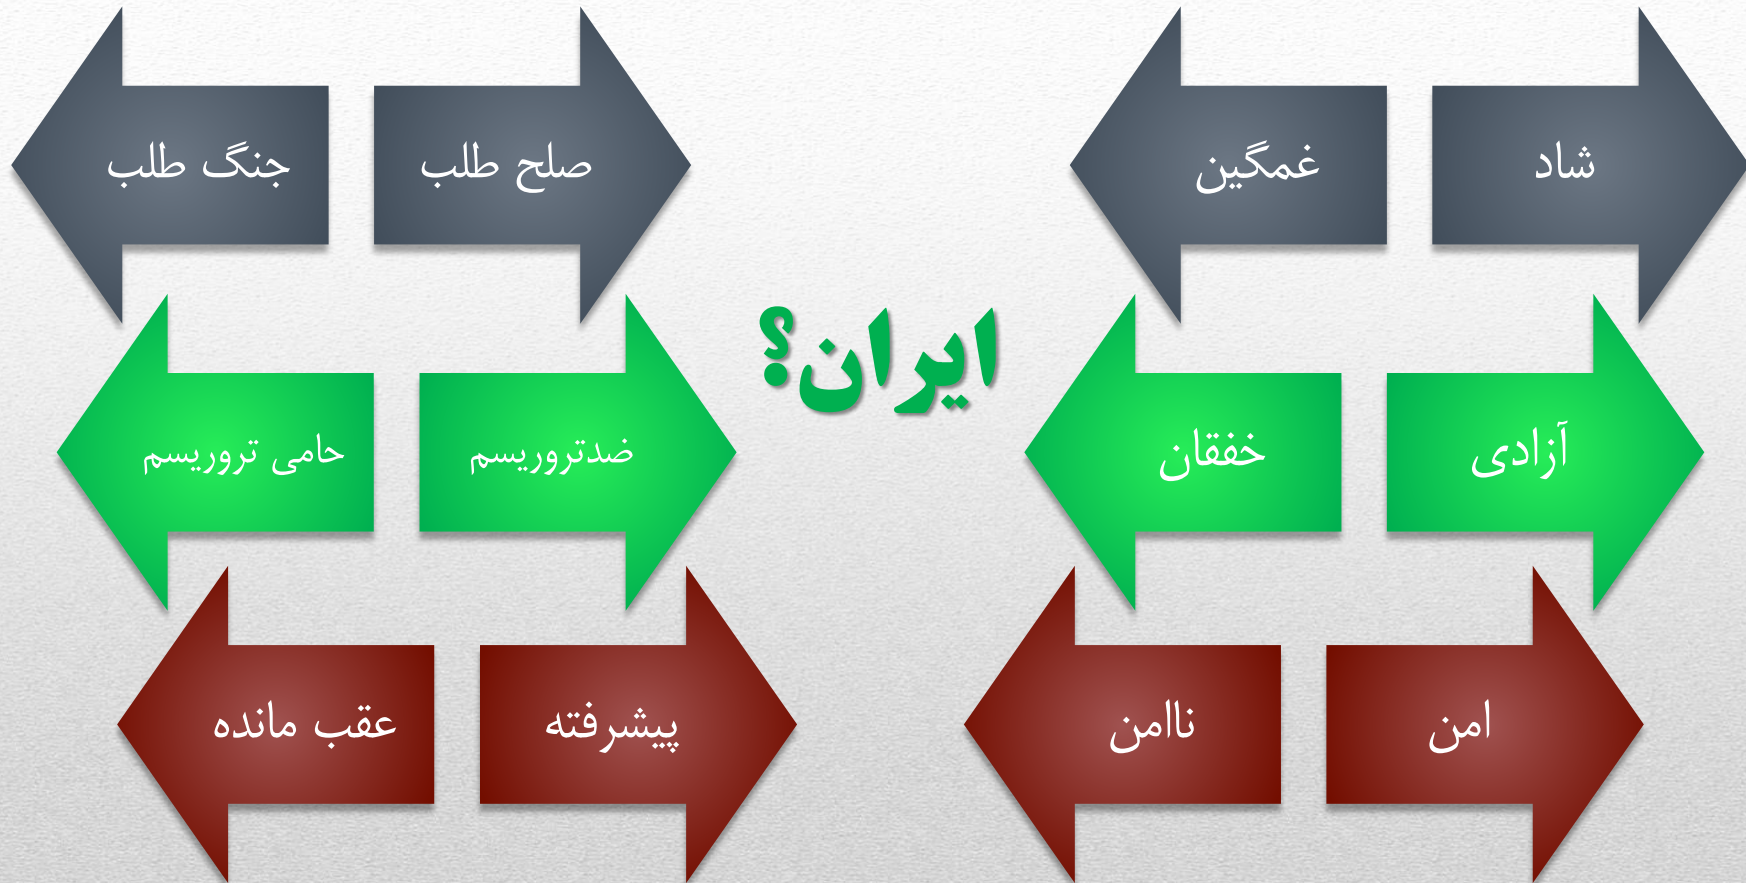 شاد
غمگین
صلح طلب
جنگ طلب
ایران؟
آزادی
خفقان
ضدتروریسم
حامی تروریسم
امن
ناامن
پیشرفته
عقب مانده